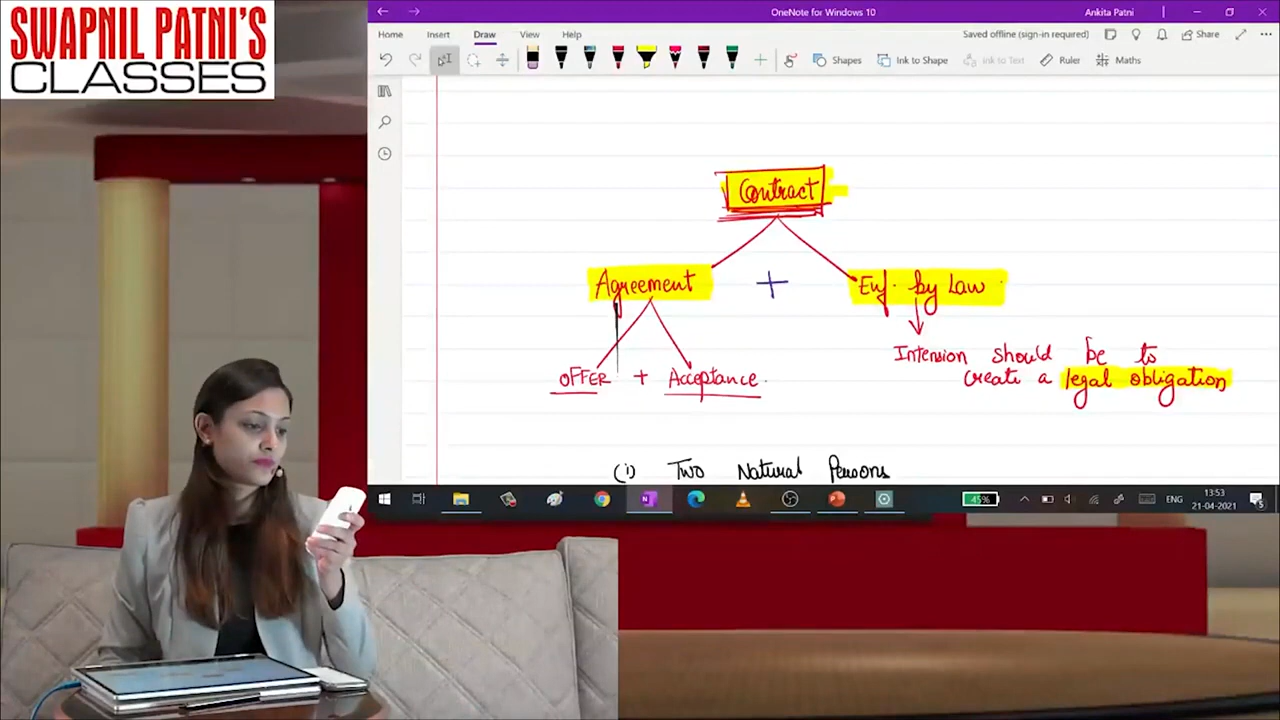 SWAPNIL PATNI'S
CLASSES
OneNote for Windows 10
Ankita Patni
Home Insert Draw View Help
Saved offline (sign-in required)
Share
Shapes
Ink to Shape
Ink to Text
Ruler
Maths
Contract
Agreement + Enf. by Law
Intension should be to
create a legal obligation
OFFER + Acceptance
(i) Two Natural Persons
45%
ENG
13:53
21-04-2021
5